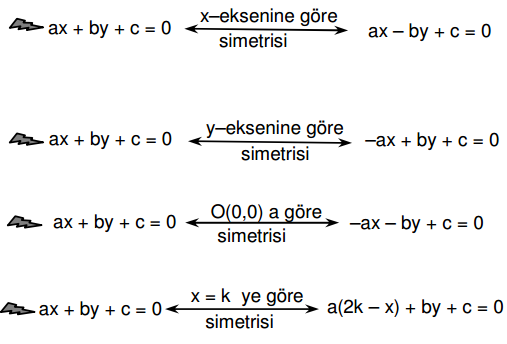 ax + by + c = 0 x–eksenine göre simetrisi ax – by + c = 0
ax + by + c = 0 y–eksenine göre simetrisi –ax + by + c = 0
ax + by + c = 0 O(0,0) a göre simetrisi –ax – by + c = 0
ax + by + c = 0 x = k ye göre simetrisi a(2k – x) + by + c = 0